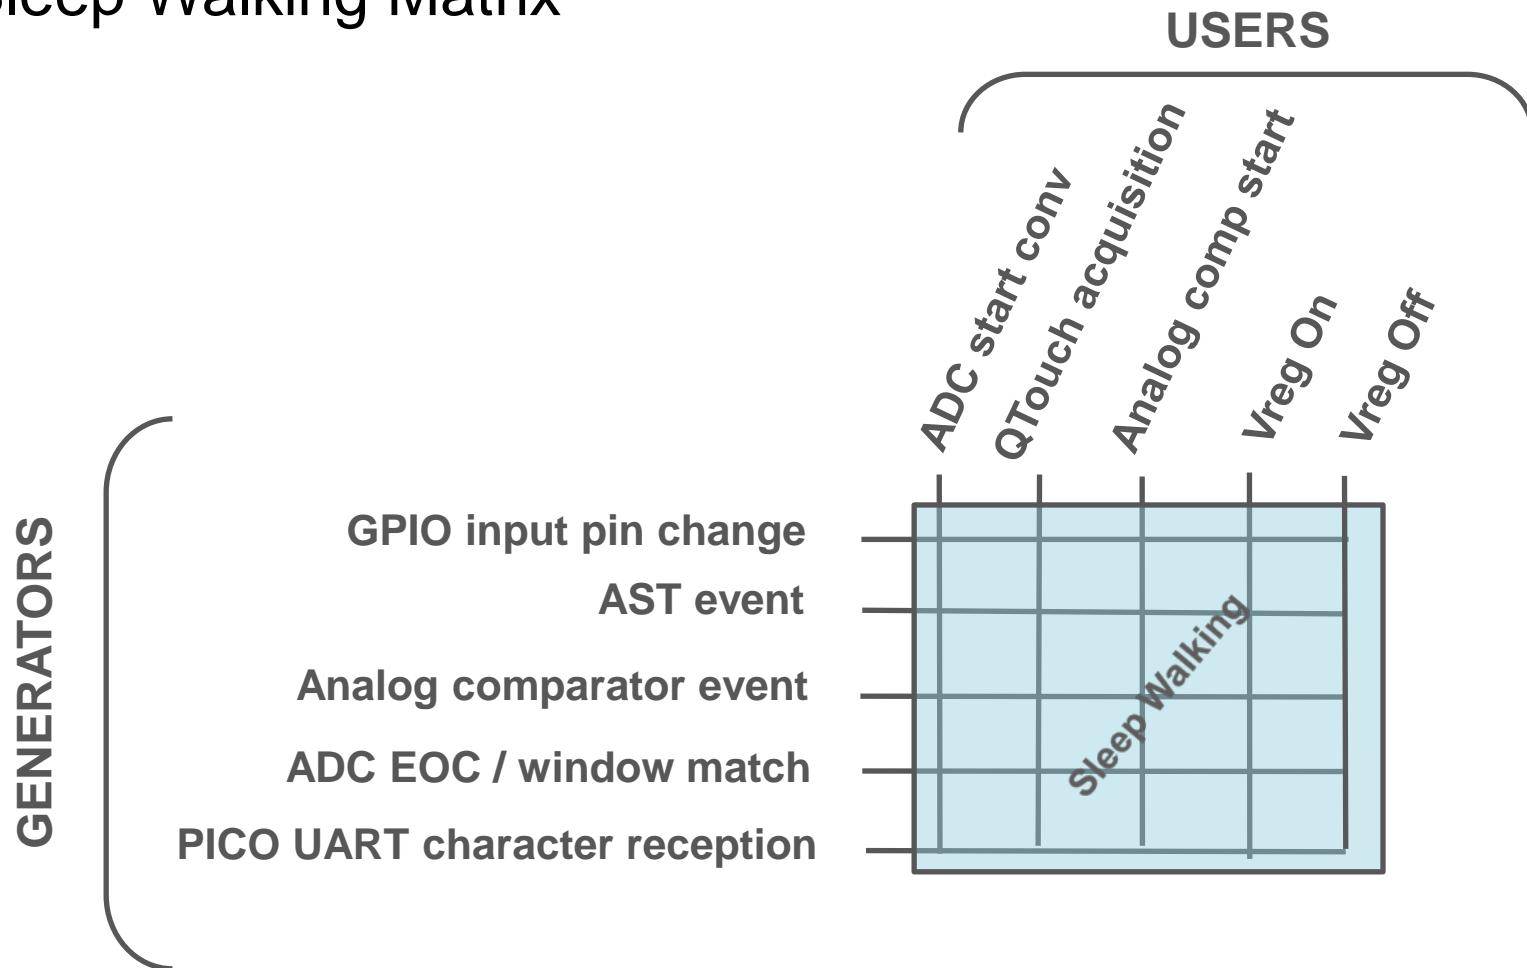 Sleep Walking Matrix
USERS
ADC start conv
QTouch acquisition
Analog comp start
Vreg On
Vreg Off
GENERATORS
GPIO input pin change
AST event
Analog comparator event
ADC EOC / window match
PICO UART character reception
Sleep Walking